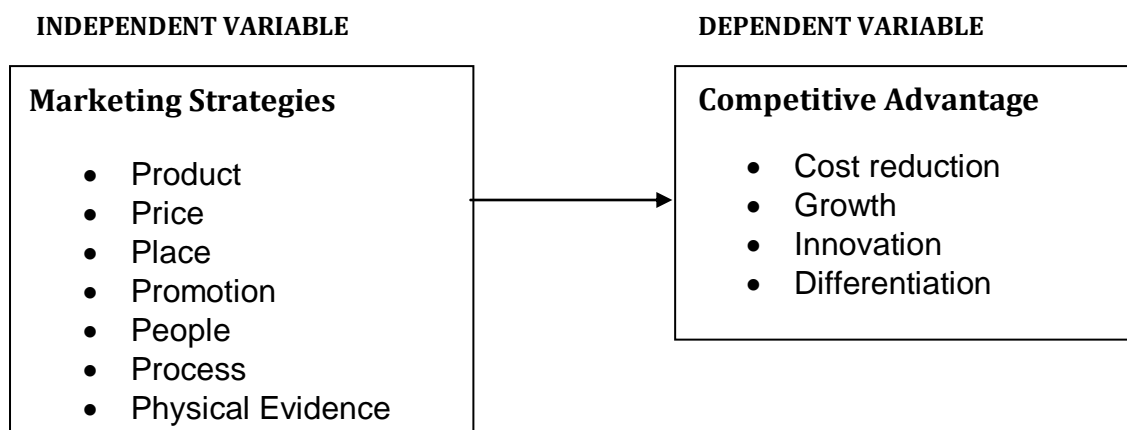 INDEPENDENT VARIABLE
Marketing Strategies
• Product
• Price
• Place
• Promotion
• People
• Process
• Physical Evidence
DEPENDENT VARIABLE
Competitive Advantage
• Cost reduction
• Growth
• Innovation
• Differentiation